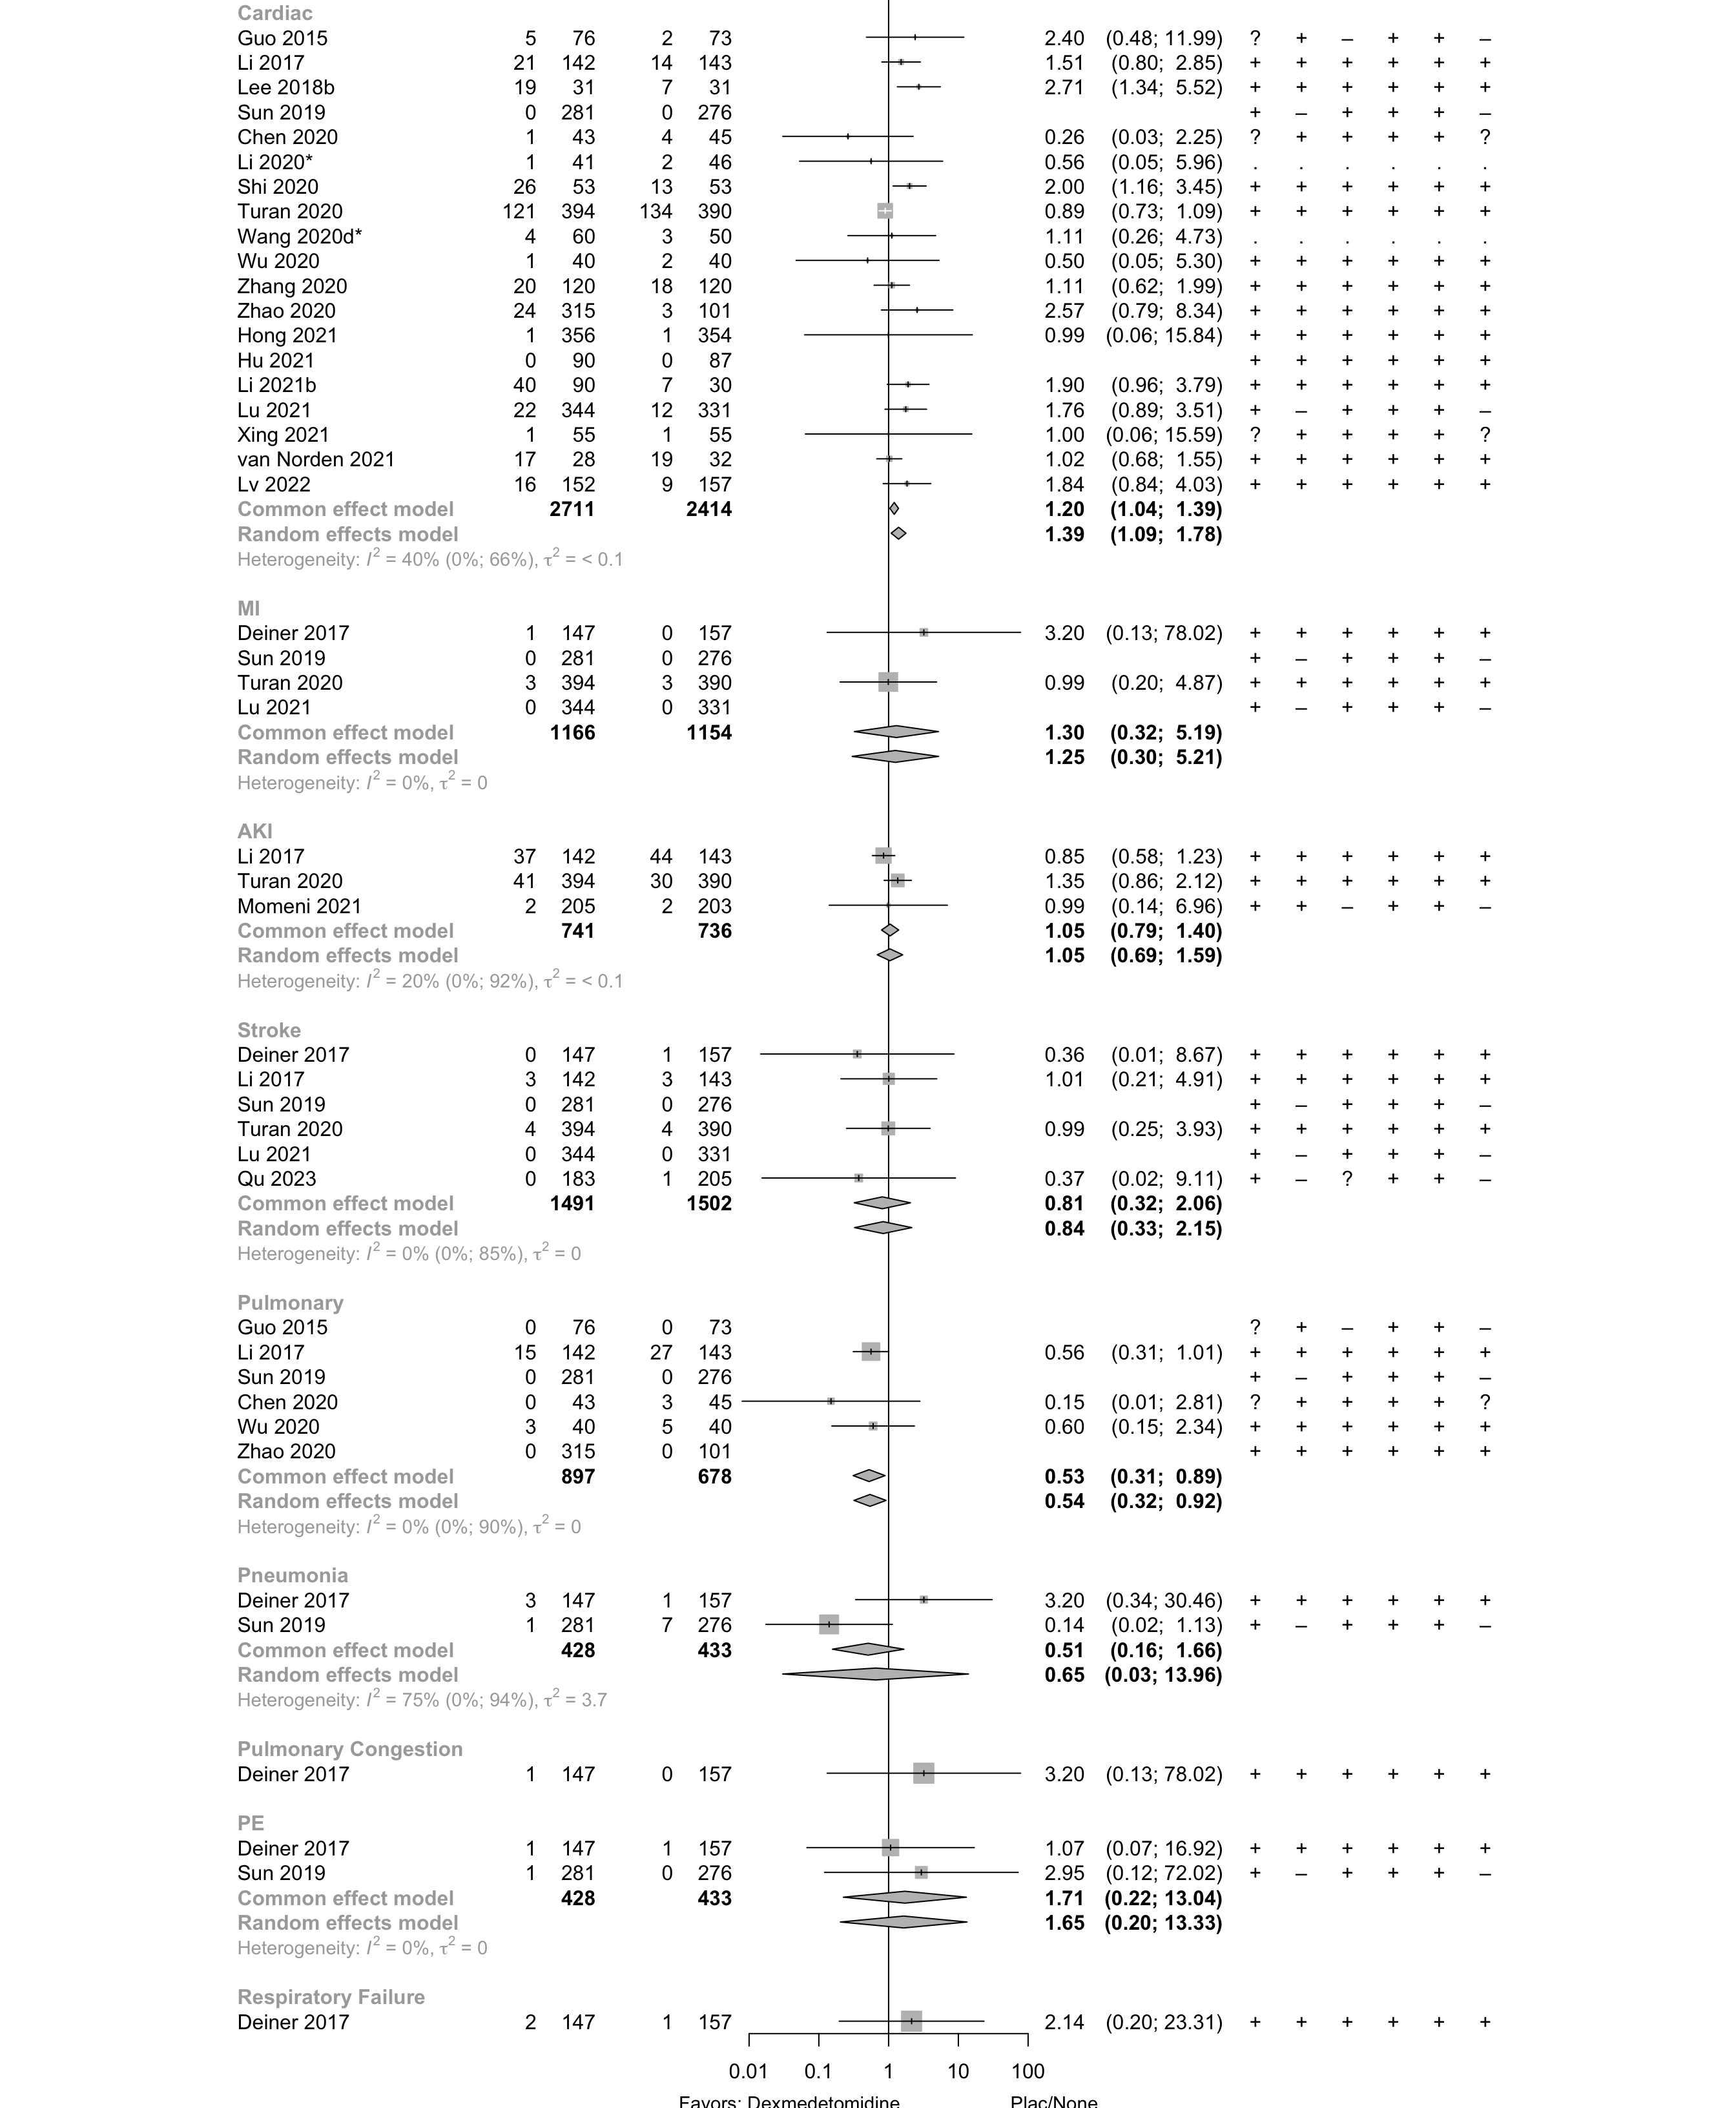 Cardiac
Guo 2015 5 76 2 73 2.40 (0.48; 11.99) ? + – + + –
Li 2017 21 142 14 143 1.51 (0.80; 2.85) + + + + + +
Lee 2018b 19 31 7 31 2.71 (1.34; 5.52) + + + + + +
Sun 2019 0 281 0 276 + – + + + –
Chen 2020 1 43 4 45 0.26 (0.03; 2.25) ? + + + + ?
Li 2020* 1 41 2 46 0.56 (0.05; 5.96) . . . . . .
Shi 2020 26 53 13 53 2.00 (1.16; 3.45) + + + + + +
Turan 2020 121 394 134 390 0.89 (0.73; 1.09) + + + + + +
Wang 2020d* 4 60 3 50 1.11 (0.26; 4.73) . . . . . .
Wu 2020 1 40 2 40 0.50 (0.05; 5.30) + + + + + +
Zhang 2020 20 120 18 120 1.11 (0.62; 1.99) + + + + + +
Zhao 2020 24 315 3 101 2.57 (0.79; 8.34) + + + + + +
Hong 2021 1 356 1 354 0.99 (0.06; 15.84) + + + + + +
Hu 2021 0 90 0 87 + + + + + +
Li 2021b 40 90 7 30 1.90 (0.96; 3.79) + + + + + +
Lu 2021 22 344 12 331 1.76 (0.89; 3.51) + – + + + –
Xing 2021 1 55 1 55 1.00 (0.06; 15.59) ? + + + + ?
van Norden 2021 17 28 19 32 1.02 (0.68; 1.55) + + + + + +
Lv 2022 16 152 9 157 1.84 (0.84; 4.03) + + + + + +
Common effect model 2711 2414 1.20 (1.04; 1.39)
Random effects model 1.39 (1.09; 1.78)
Heterogeneity: I² = 40% (0%; 66%), τ² = < 0.1
MI
Deiner 2017 1 147 0 157 3.20 (0.13; 78.02) + + + + + +
Sun 2019 0 281 0 276 + – + + + –
Turan 2020 3 394 3 390 0.99 (0.20; 4.87) + + + + + +
Lu 2021 0 344 0 331 + – + + + –
Common effect model 1166 1154 1.30 (0.32; 5.19)
Random effects model 1.25 (0.30; 5.21)
Heterogeneity: I² = 0%, τ² = 0
AKI
Li 2017 37 142 44 143 0.85 (0.58; 1.23) + + + + + +
Turan 2020 41 394 30 390 1.35 (0.86; 2.12) + + + + + +
Momeni 2021 2 205 2 203 0.99 (0.14; 6.96) + + – + + –
Common effect model 741 736 1.05 (0.79; 1.40)
Random effects model 1.05 (0.69; 1.59)
Heterogeneity: I² = 20% (0%; 92%), τ² = < 0.1
Stroke
Deiner 2017 0 147 1 157 0.36 (0.01; 8.67) + + + + + +
Li 2017 3 142 3 143 1.01 (0.21; 4.91) + + + + + +
Sun 2019 0 281 0 276 + – + + + –
Turan 2020 4 394 4 390 0.99 (0.25; 3.93) + + + + + +
Lu 2021 0 344 0 331 + – + + + –
Qu 2023 0 183 1 205 0.37 (0.02; 9.11) + – ? + + –
Common effect model 1491 1502 0.81 (0.32; 2.06)
Random effects model 0.84 (0.33; 2.15)
Heterogeneity: I² = 0% (0%; 85%), τ² = 0
Pulmonary
Guo 2015 0 76 0 73 ? + – + + –
Li 2017 15 142 27 143 0.56 (0.31; 1.01) + + + + + +
Sun 2019 0 281 0 276 + – + + + –
Chen 2020 0 43 3 45 0.15 (0.01; 2.81) ? + + + + ?
Wu 2020 3 40 5 40 0.60 (0.15; 2.34) + + + + + +
Zhao 2020 0 315 0 101 + + + + + +
Common effect model 897 678 0.53 (0.31; 0.89)
Random effects model 0.54 (0.32; 0.92)
Heterogeneity: I² = 0% (0%; 90%), τ² = 0
Pneumonia
Deiner 2017 3 147 1 157 3.20 (0.34; 30.46) + + + + + +
Sun 2019 1 281 7 276 0.14 (0.02; 1.13) + – + + + –
Common effect model 428 433 0.51 (0.16; 1.66)
Random effects model 0.65 (0.03; 13.96)
Heterogeneity: I² = 75% (0%; 94%), τ² = 3.7
Pulmonary Congestion
Deiner 2017 1 147 0 157 3.20 (0.13; 78.02) + + + + + +
PE
Deiner 2017 1 147 1 157 1.07 (0.07; 16.92) + + + + + +
Sun 2019 1 281 0 276 2.95 (0.12; 72.02) + – + + + –
Common effect model 428 433 1.71 (0.22; 13.04)
Random effects model 1.65 (0.20; 13.33)
Heterogeneity: I² = 0%, τ² = 0
Respiratory Failure
Deiner 2017 2 147 1 157 2.14 (0.20; 23.31) + + + + + +
0.01 0.1 1 10 100
Favors: Dexmedetomidine Plac/None